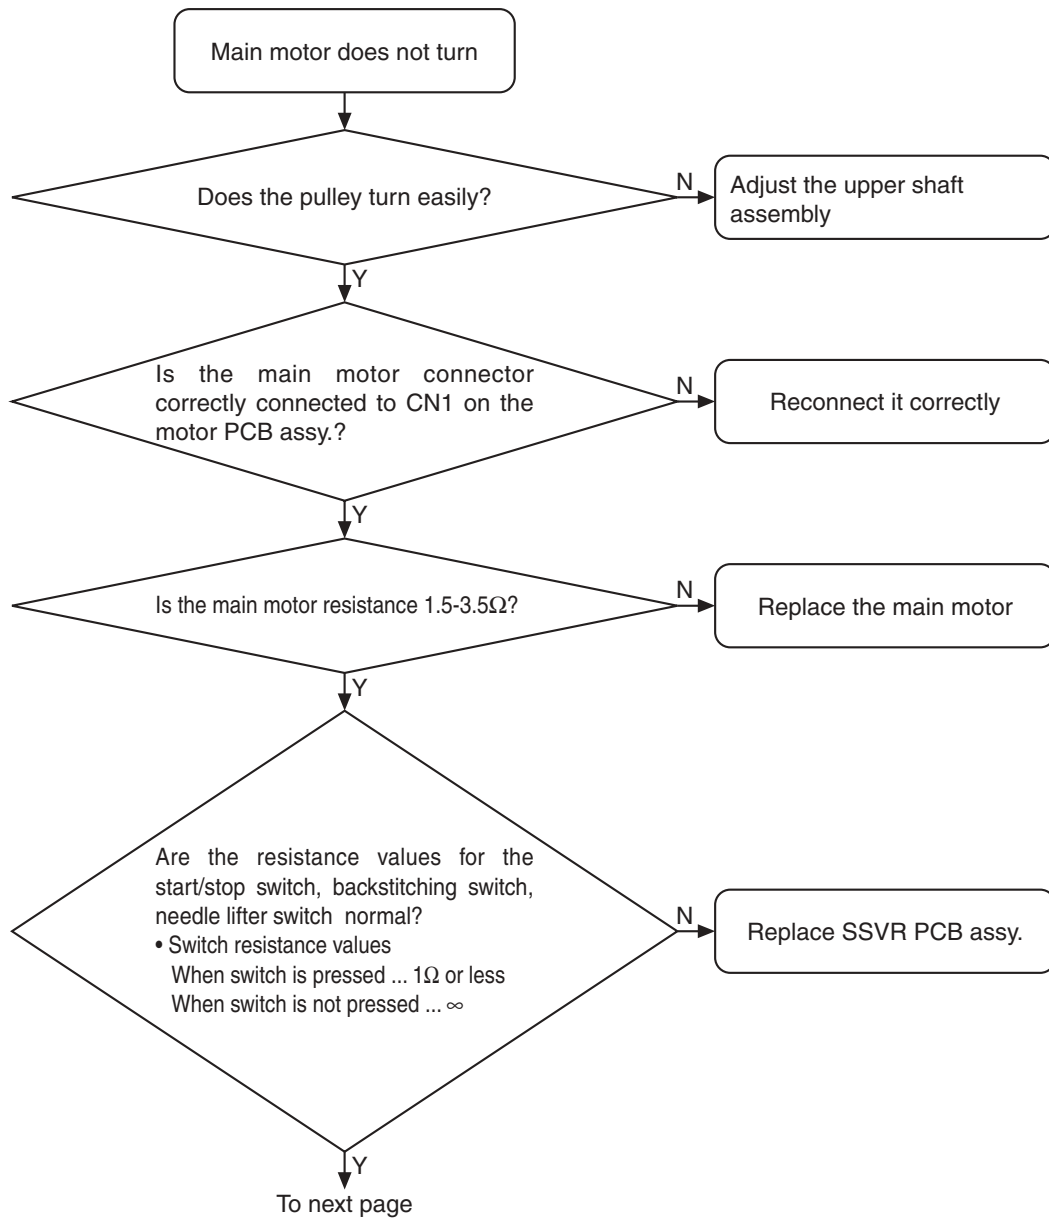 Main motor does not turn
Does the pulley turn easily?
N
Adjust the upper shaft
assembly
Y
Is the main motor connector
correctly connected to CN1 on the
motor PCB assy.?
N
Reconnect it correctly
Y
Is the main motor resistance 1.5-3.5Ω?
N
Replace the main motor
Y
Are the resistance values for the
start/stop switch, backstitching switch,
needle lifter switch normal?
• Switch resistance values
When switch is pressed ... 1Ω or less
When switch is not pressed ... ∞
N
Replace SSVR PCB assy.
Y
To next page